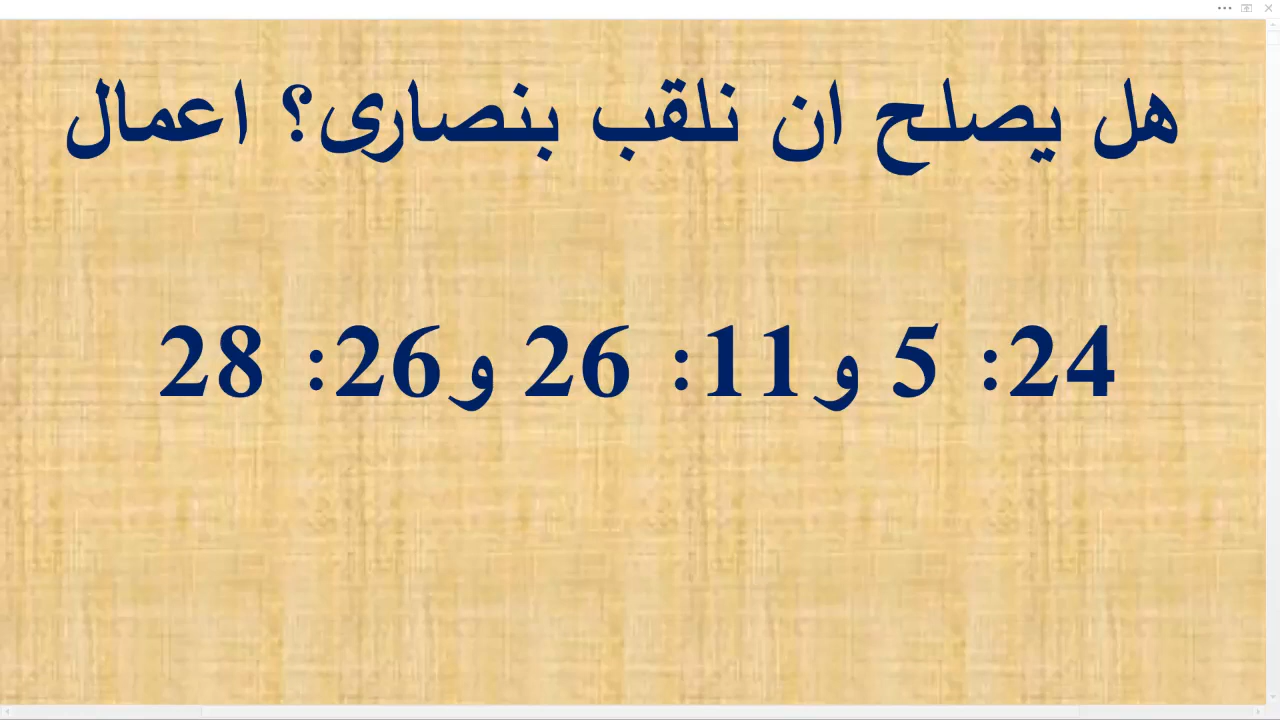 هل يصلح ان نلقب بنصارى؟ اعمال
24: 5 و11: 26 و26: 28